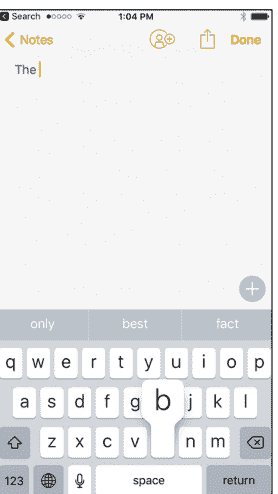 Search 1:04 PM
Notes Done
The
only best fact
q w e r t y u i o p
a s d f g b j k l
z x c v n m
123 space return